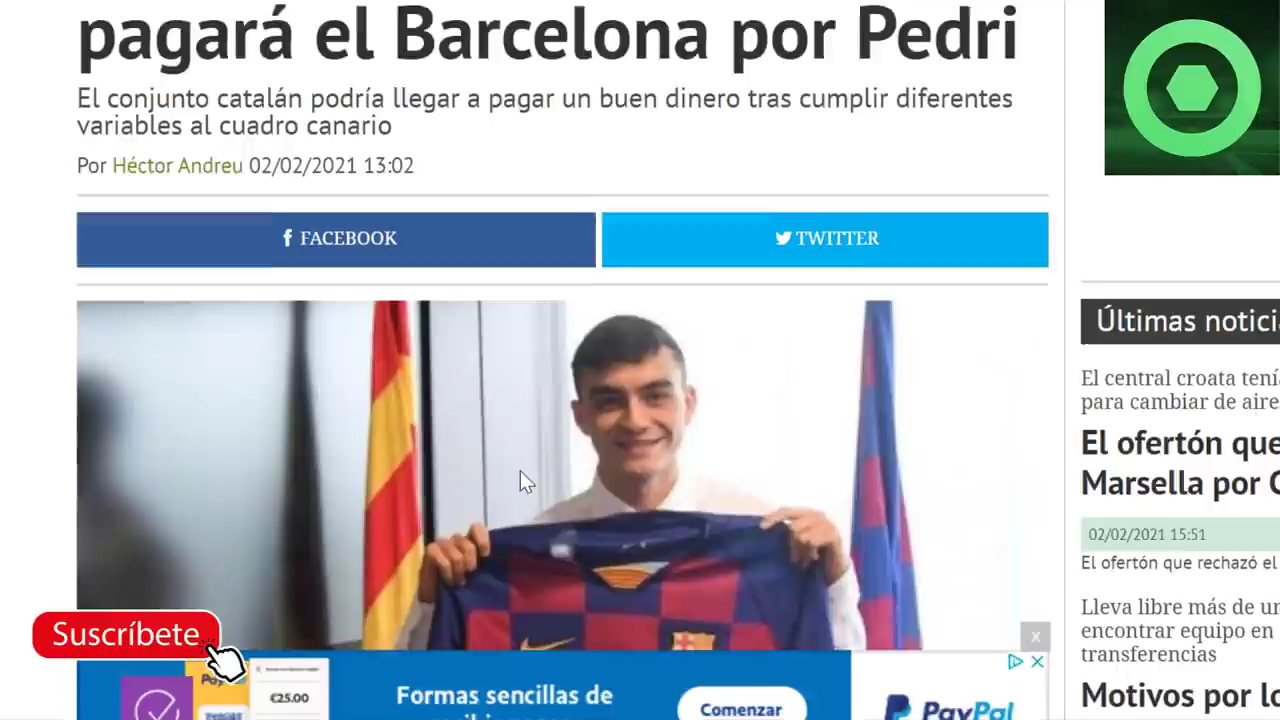 pagará el Barcelona por Pedri
El conjunto catalán podría llegar a pagar un buen dinero tras cumplir diferentes
variables al cuadro canario
Por Héctor Andreu 02/02/2021 13:02
FACEBOOK
TWITTER
Últimas notici
El central croata tení
para cambiar de aire
El ofertón que
Marsella por
02/02/2021 15:51
El ofertón que rechazó el
Lleva libre más de un
encontrar equipo en
transferencias
Motivos por lo
Suscríbete
x
€25.00
Formas sencillas de
Comenzar
PayPal